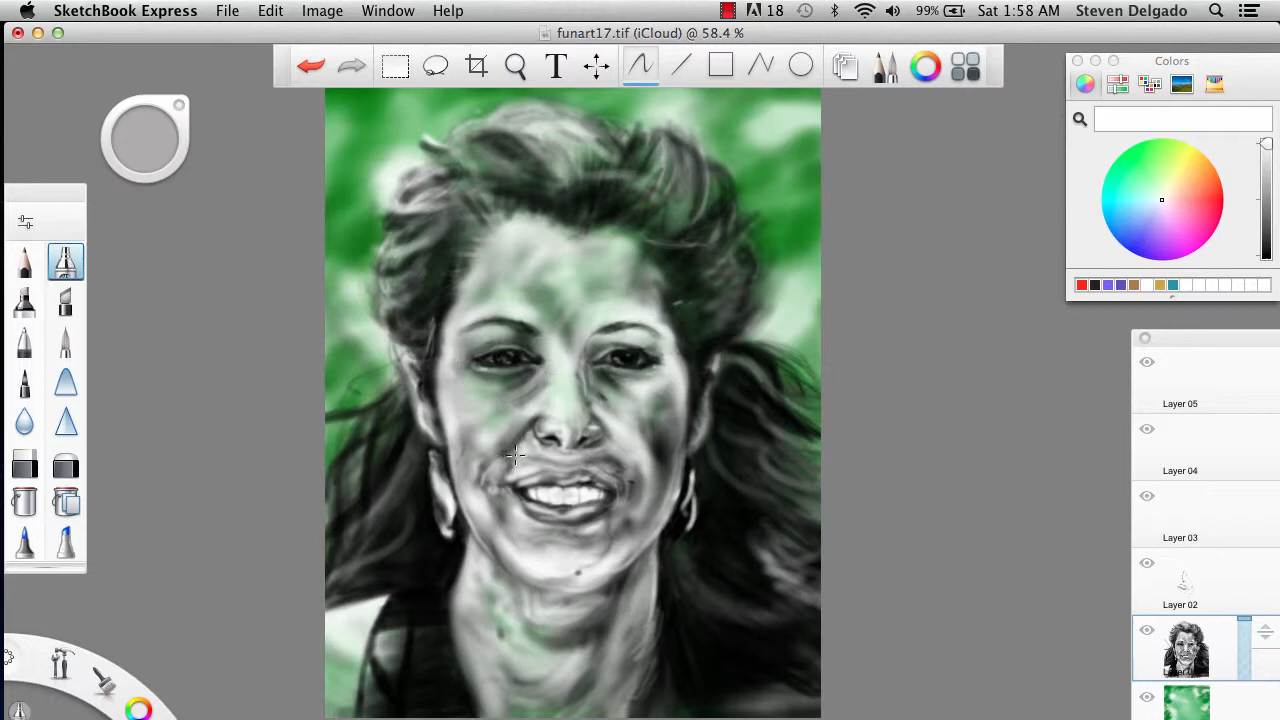 SketchBook Express File Edit Image Window Help 18 99% Sat 1:58 AM Steven Delgado
funart17.tif (iCloud) @ 58.4 %
T
Colors
Layer 05
Layer 04
Layer 03
Layer 02